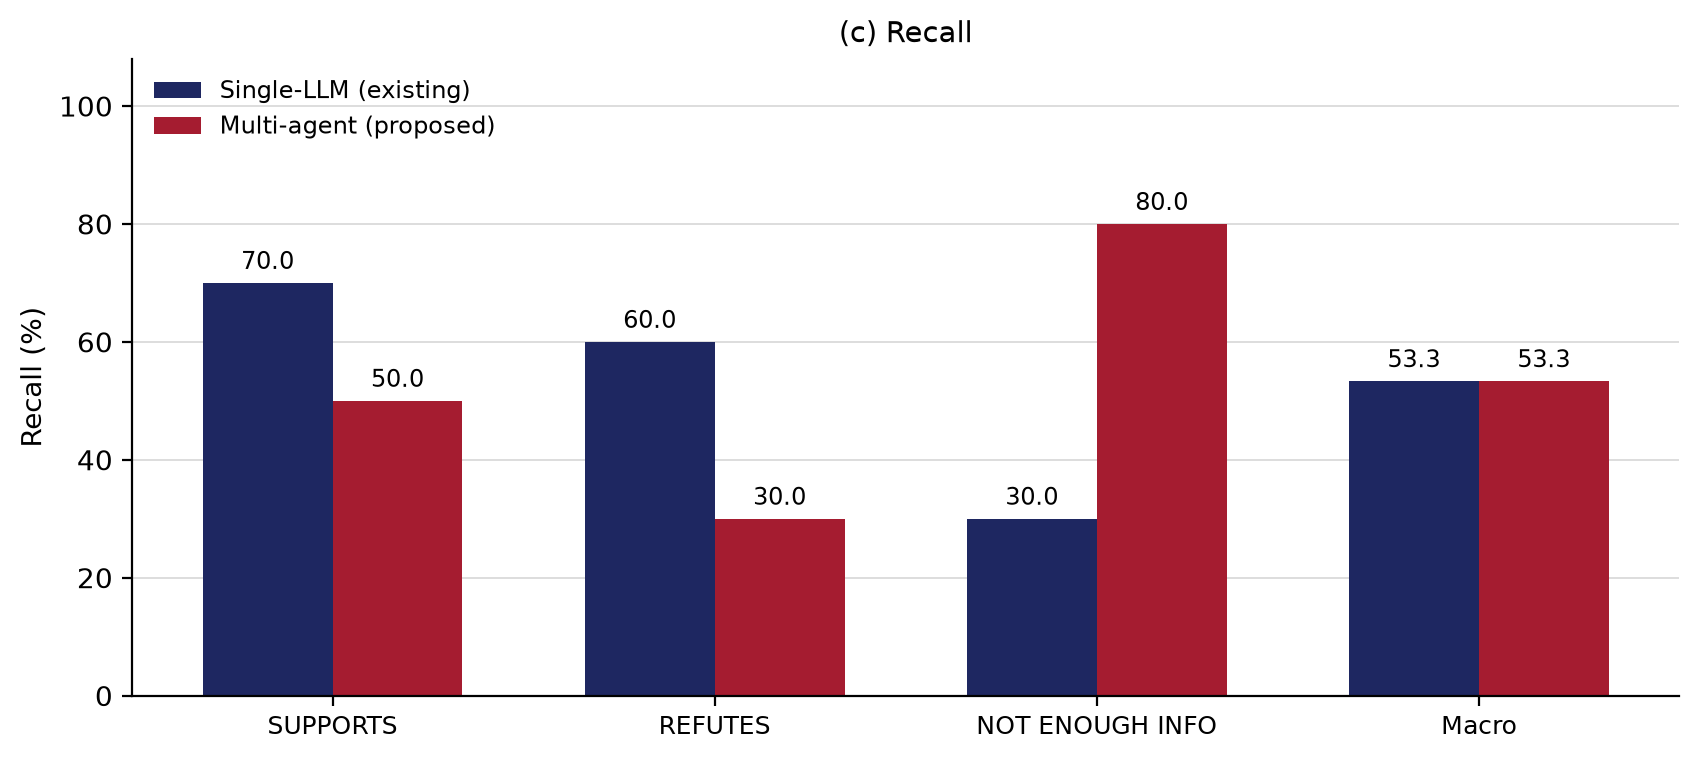 (c) Recall
Single-LLM (existing)
Multi-agent (proposed)
Recall (%)
100
80
60
40
20
0
70.0
50.0
60.0
30.0
30.0
80.0
53.3
53.3
SUPPORTS
REFUTES
NOT ENOUGH INFO
Macro